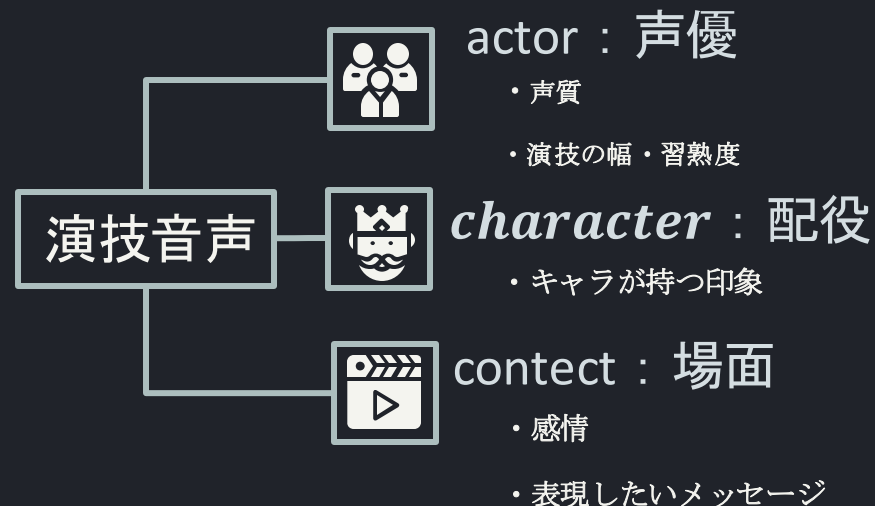 actor : 声優
・声質
・演技の幅・習熟度
演技音声
character : 配役
・キャラが持つ印象
contect : 場面
・感情
・表現したいメッセージ